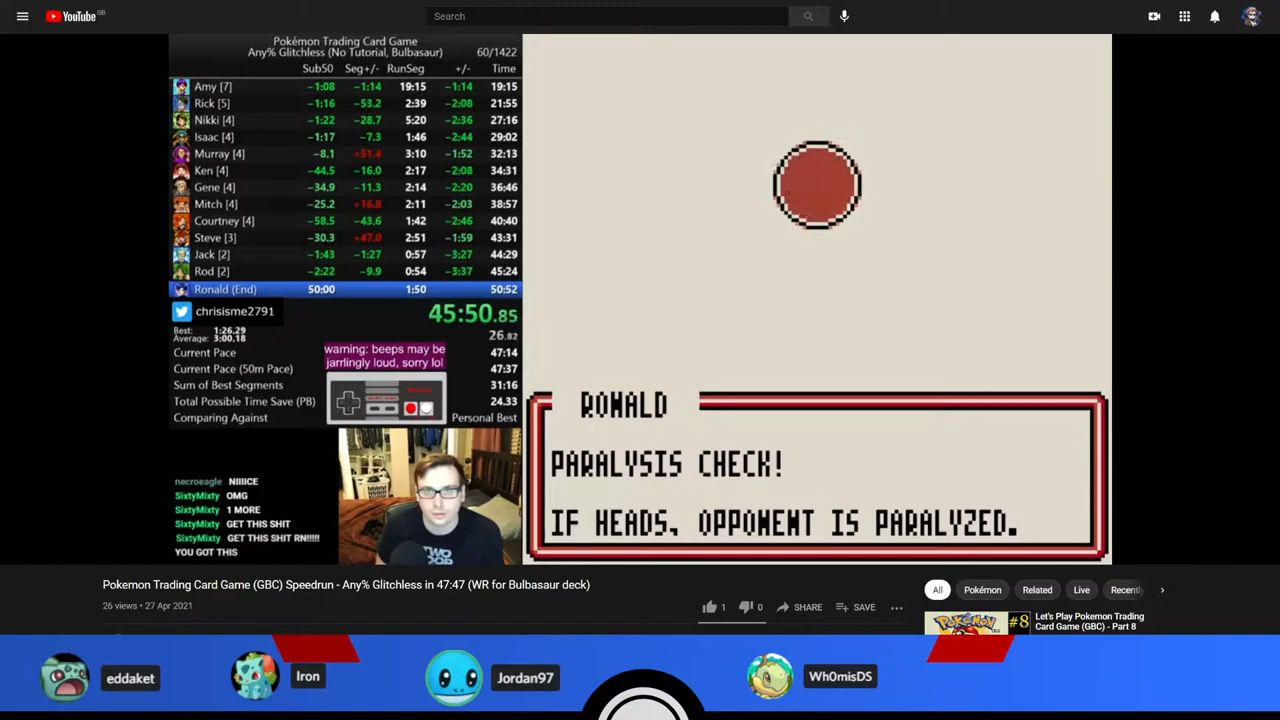 YouTube GB
Search
Pokémon Trading Card Game
Any% Glitchless (No Tutorial, Bulbasaur) 60/1422
Sub50 Seg+/- RunSeg +/- Time
Amy [7] −1:08 −1:14 19:15 −1:14 19:15
Rick [5] −1:16 −53.2 2:39 −2:08 21:55
Nikki [4] −1:22 −28.7 5:20 −2:36 27:16
Isaac [4] −1:17 −7.3 1:46 −2:44 29:02
Murray [4] −8.1 +51.4 3:10 −1:52 32:13
Ken [4] −44.5 −16.0 2:17 −2:08 34:31
Gene [4] −34.9 −11.3 2:14 −2:20 36:46
Mitch [4] −25.2 +16.8 2:11 −2:03 38:57
Courtney [4] −58.5 −43.6 1:42 −2:46 40:40
Steve [3] −30.3 +47.0 2:51 −1:59 43:31
Jack [2] −1:43 −1:27 0:57 −3:27 44:29
Rod [2] −2:22 −9.9 0:54 −3:37 45:24
Ronald (End) 50:00 1:50 50:52
chrisisme2791 45:50.85
Best: 1:26.29
Average: 3:00.18 26.82
warning: beeps may be
jarrlingly loud, sorry lol
Current Pace 47:14
Current Pace (50m Pace) 47:37
Sum of Best Segments 31:16
Total Possible Time Save (PB) 24.33
Comparing Against Personal Best
necroeagle NIIIICE
SixtyMixty OMG
SixtyMixty 1 MORE
SixtyMixty GET THIS SHIT
SixtyMixty GET THIS SHIT RN!!!!!
YOU GOT THIS
TWO
RONALD
PARALYSIS CHECK!
IF HEADS, OPPONENT IS PARALYZED.
Pokemon Trading Card Game (GBC) Speedrun - Any% Glitchless in 47:47 (WR for Bulbasaur deck)
26 views • 27 Apr 2021
1 0 SHARE SAVE
All Pokémon Related Live Recently
#8
Let's Play Pokemon Trading
Card Game (GBC) - Part 8
eddaket Iron Jordan97 Wh0misDS